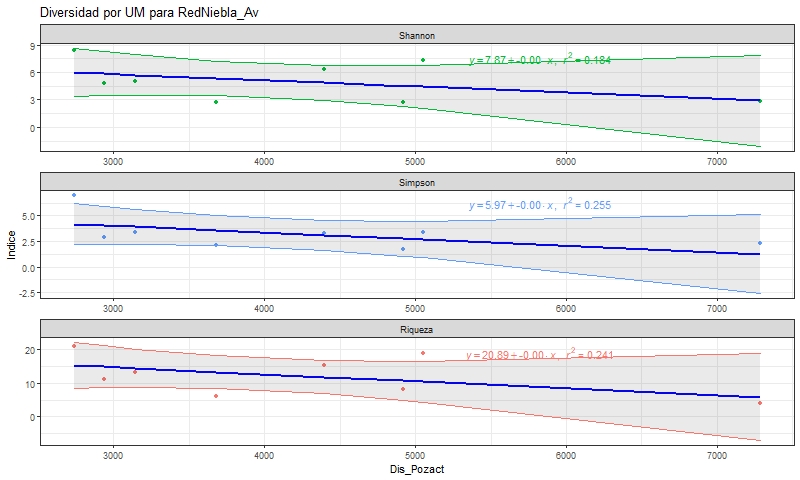 Diversidad por UM para RedNiebla_Av
Shannon
9
6
3
0
y = 7.87 + -0.00 · x, r² = 0.184
3000 4000 5000 6000 7000
Simpson
5.0
2.5
0.0
-2.5
y = 5.97 + -0.00 · x, r² = 0.255
3000 4000 5000 6000 7000
Indice
Riqueza
20
10
0
y = 20.89 + -0.00 · x, r² = 0.241
3000 4000 5000 6000 7000
Dis_Pozact